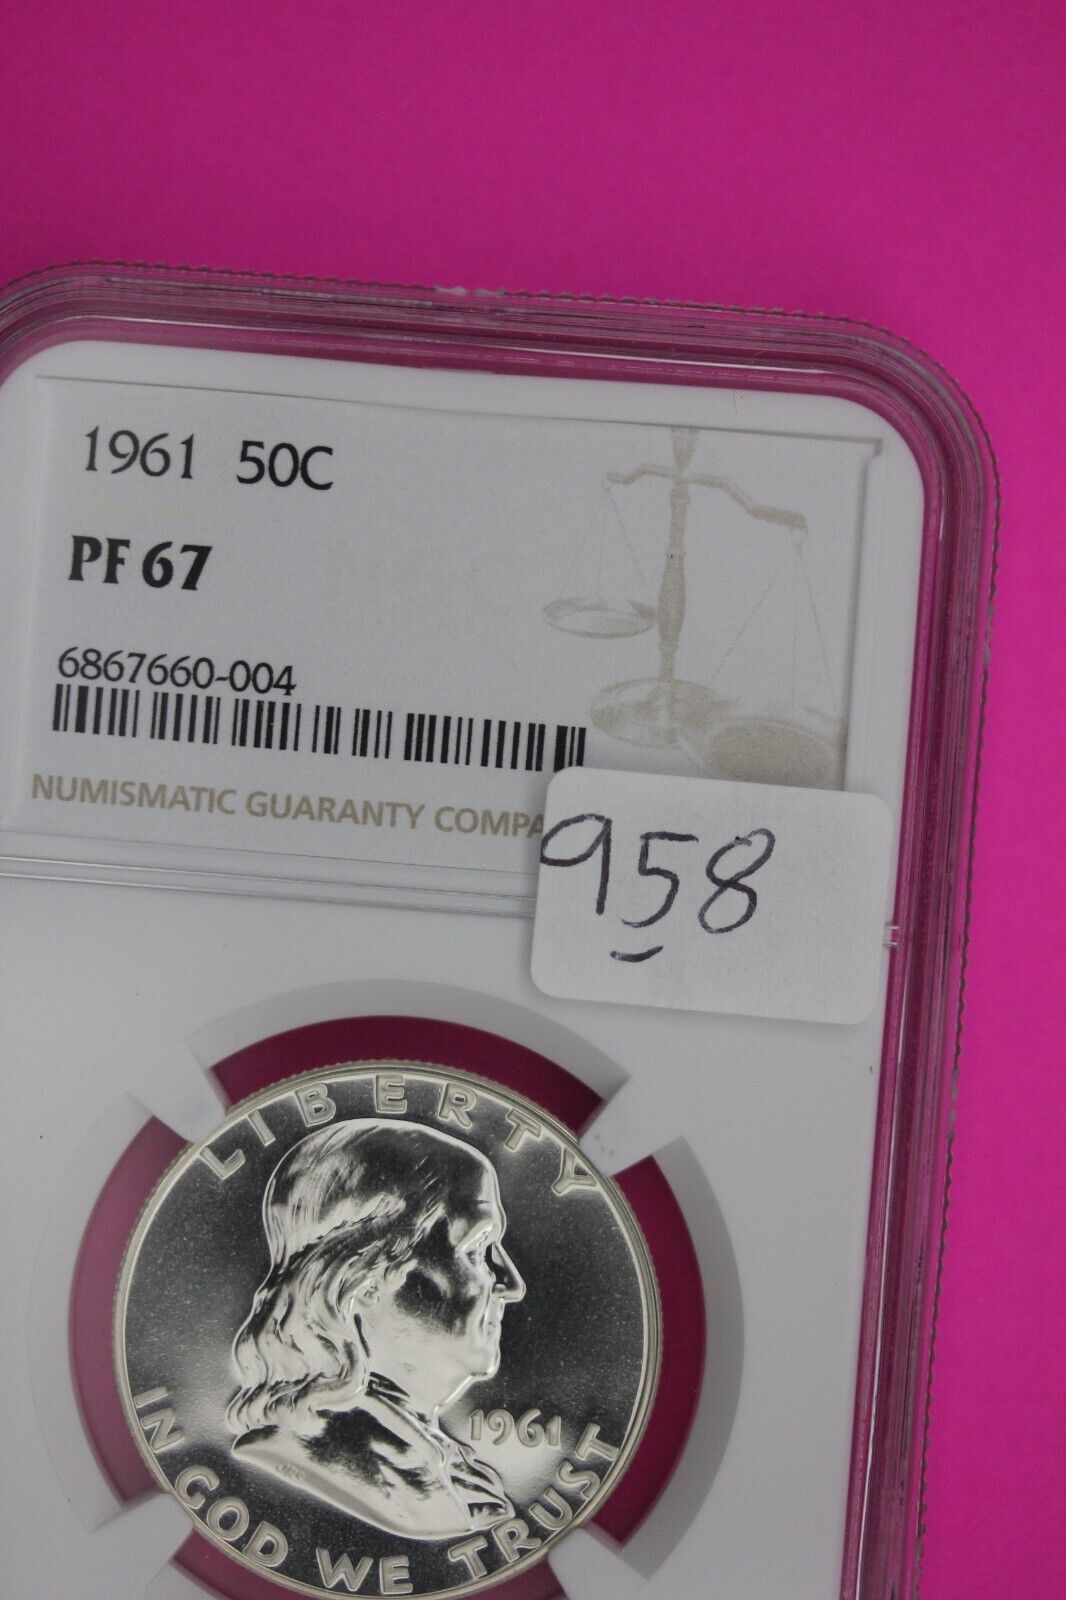 1961 50C
PF 67
6867660-004
NUMISMATIC GUARANTY COMPA
958
LIBERTY
1961
IN GOD WE TRUST